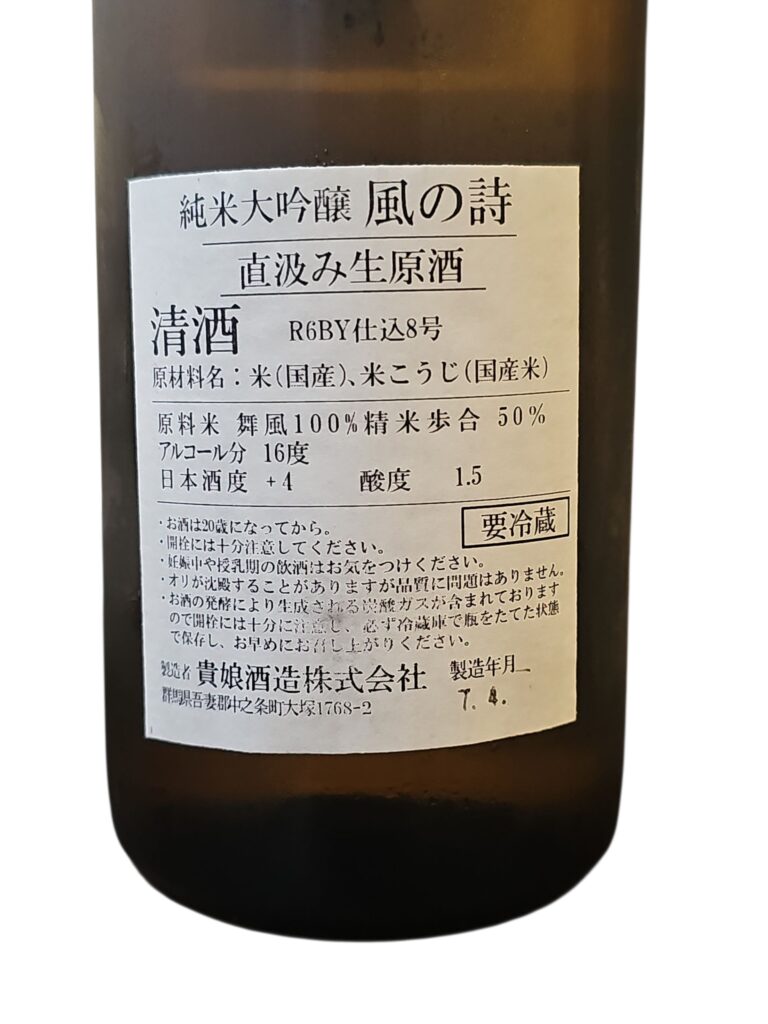 純米大吟醸 風の詩
直汲み生原酒
清酒 R6BY仕込8号
原材料名：米(国産)、米こうじ(国産米)
原料米 舞風100%精米歩合 50%
アルコール分 16度
日本酒度 +4 酸度 1.5
要冷蔵
・お酒は20歳になってから。
・開栓には十分注意してください。
・妊娠中や授乳期の飲酒はお気をつけください。
・オリが沈殿することがありますが品質に問題はありません。
・お酒の発酵により生成される炭酸ガスが含まれております
ので開栓には十分に注意し、必ず冷蔵庫で瓶をたてた状態
で保存し、お早めにお召し上がりください。
製造者 貴娘酒造株式会社 製造年月
群馬県吾妻郡中之条町大塚1768-2 7.4.